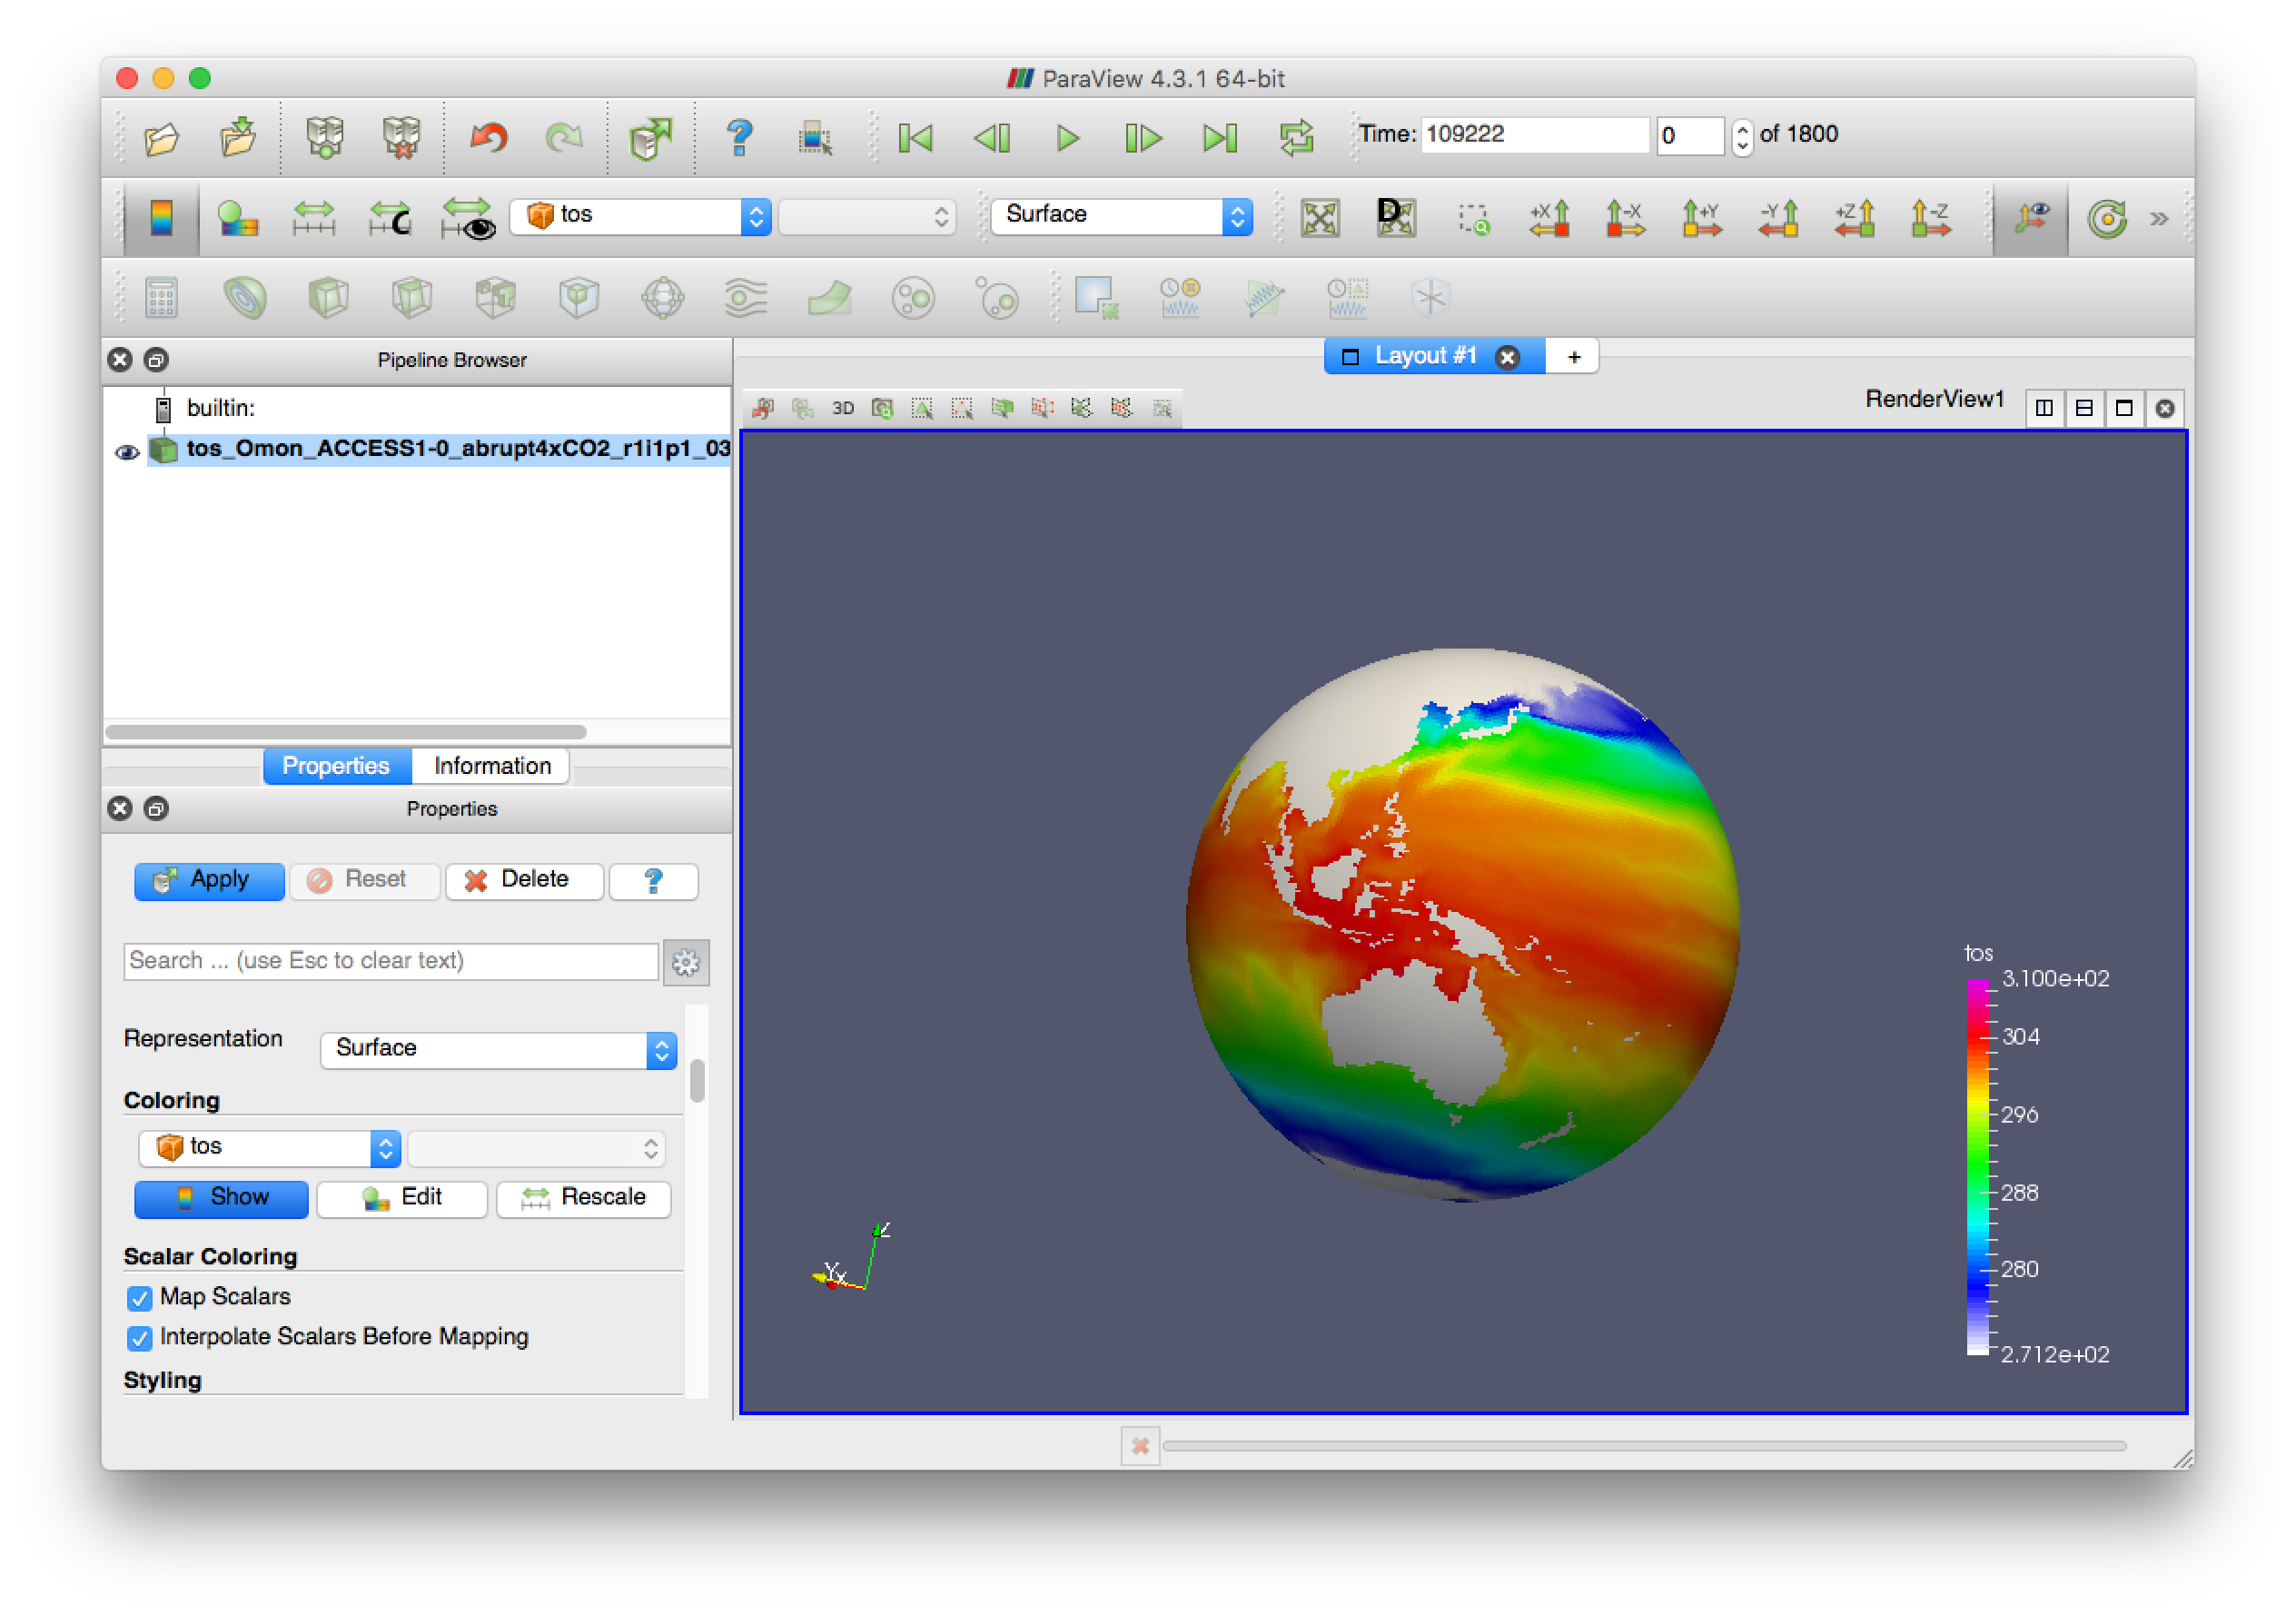 ParaView 4.3.1 64-bit
Time: 109222 0 of 1800
tos Surface D +X -X +Y -Y +Z -Z
Pipeline Browser
builtin:
tos_Omon_ACCESS1-0_abrupt4xCO2_r1i1p1_03
Properties Information
Properties
Apply Reset Delete ?
Search ... (use Esc to clear text)
Representation Surface
Coloring
tos
Show Edit Rescale
Scalar Coloring
Map Scalars
Interpolate Scalars Before Mapping
Styling
Layout #1 +
3D RenderView1
tos
3.100e+02
304
296
288
280
2.712e+02
Z
Y X